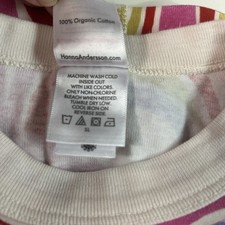 100% Organic Cotton
HannaAndersson.com
MACHINE WASH COLD
INSIDE OUT
WITH LIKE COLORS.
ONLY NON-CHLORINE
BLEACH WHEN NEEDED.
TUMBLE DRY LOW.
COOL IRON ON
REVERSE SIDE.